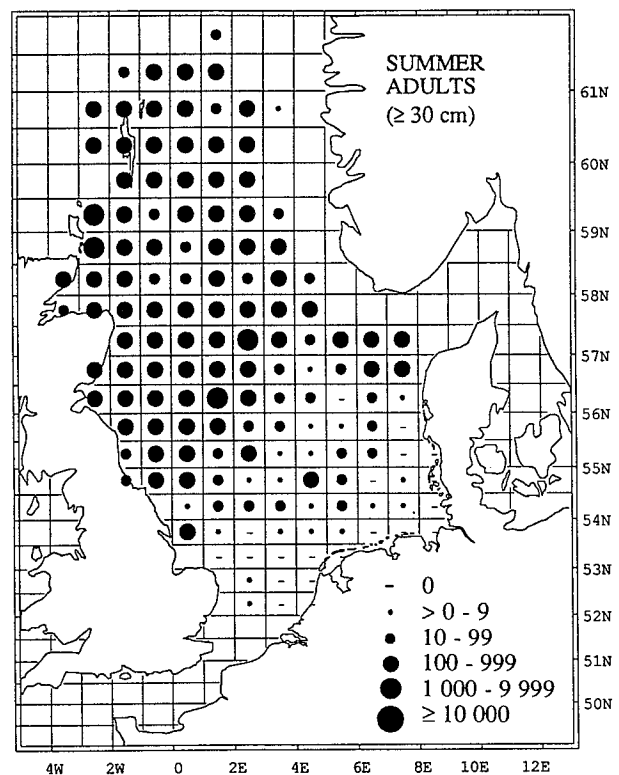 SUMMER
ADULTS
(≥ 30 cm)
61N
60N
59N
58N
57N
56N
55N
54N
53N
52N
51N
50N
- 0
> 0 - 9
10 - 99
100 - 999
1 000 - 9 999
≥ 10 000
4W 2W 0 2E 4E 6E 8E 10E 12E